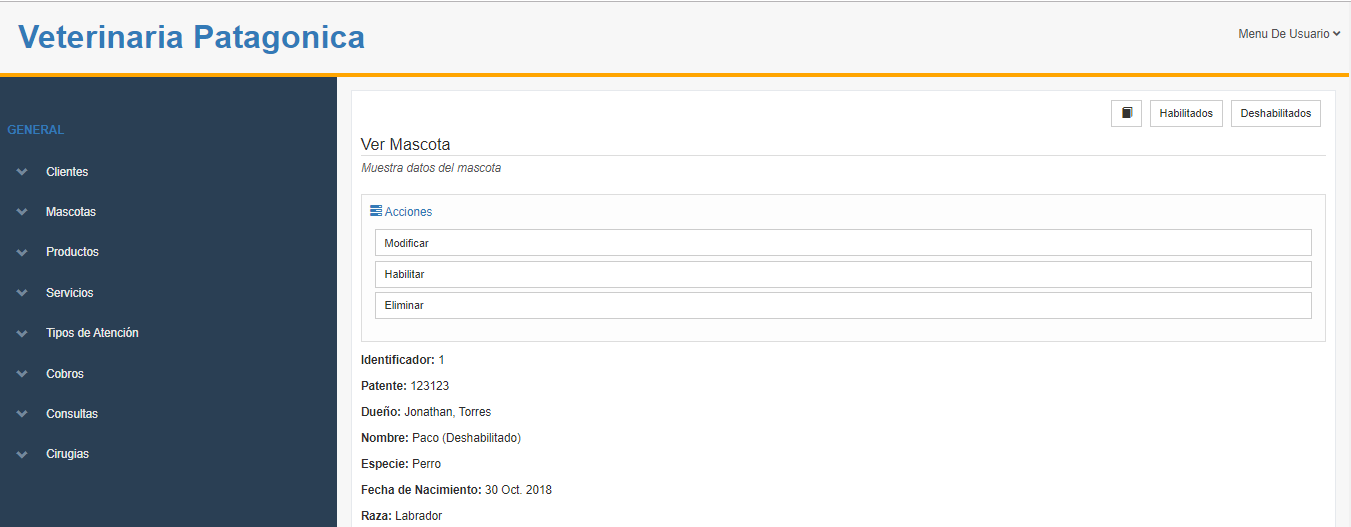 Veterinaria Patagonica
Menu De Usuario
GENERAL
Clientes
Mascotas
Productos
Servicios
Tipos de Atención
Cobros
Consultas
Cirugias
Habilitados
Deshabilitados
Ver Mascota
Muestra datos del mascota
Acciones
Modificar
Habilitar
Eliminar
Identificador: 1
Patente: 123123
Dueño: Jonathan, Torres
Nombre: Paco (Deshabilitado)
Especie: Perro
Fecha de Nacimiento: 30 Oct. 2018
Raza: Labrador